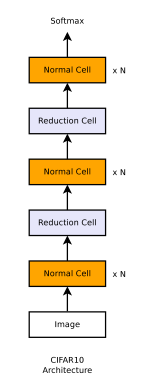 Softmax
Normal Cell
x N
Reduction Cell
Normal Cell
x N
Reduction Cell
Normal Cell
x N
Image
CIFAR10
Architecture